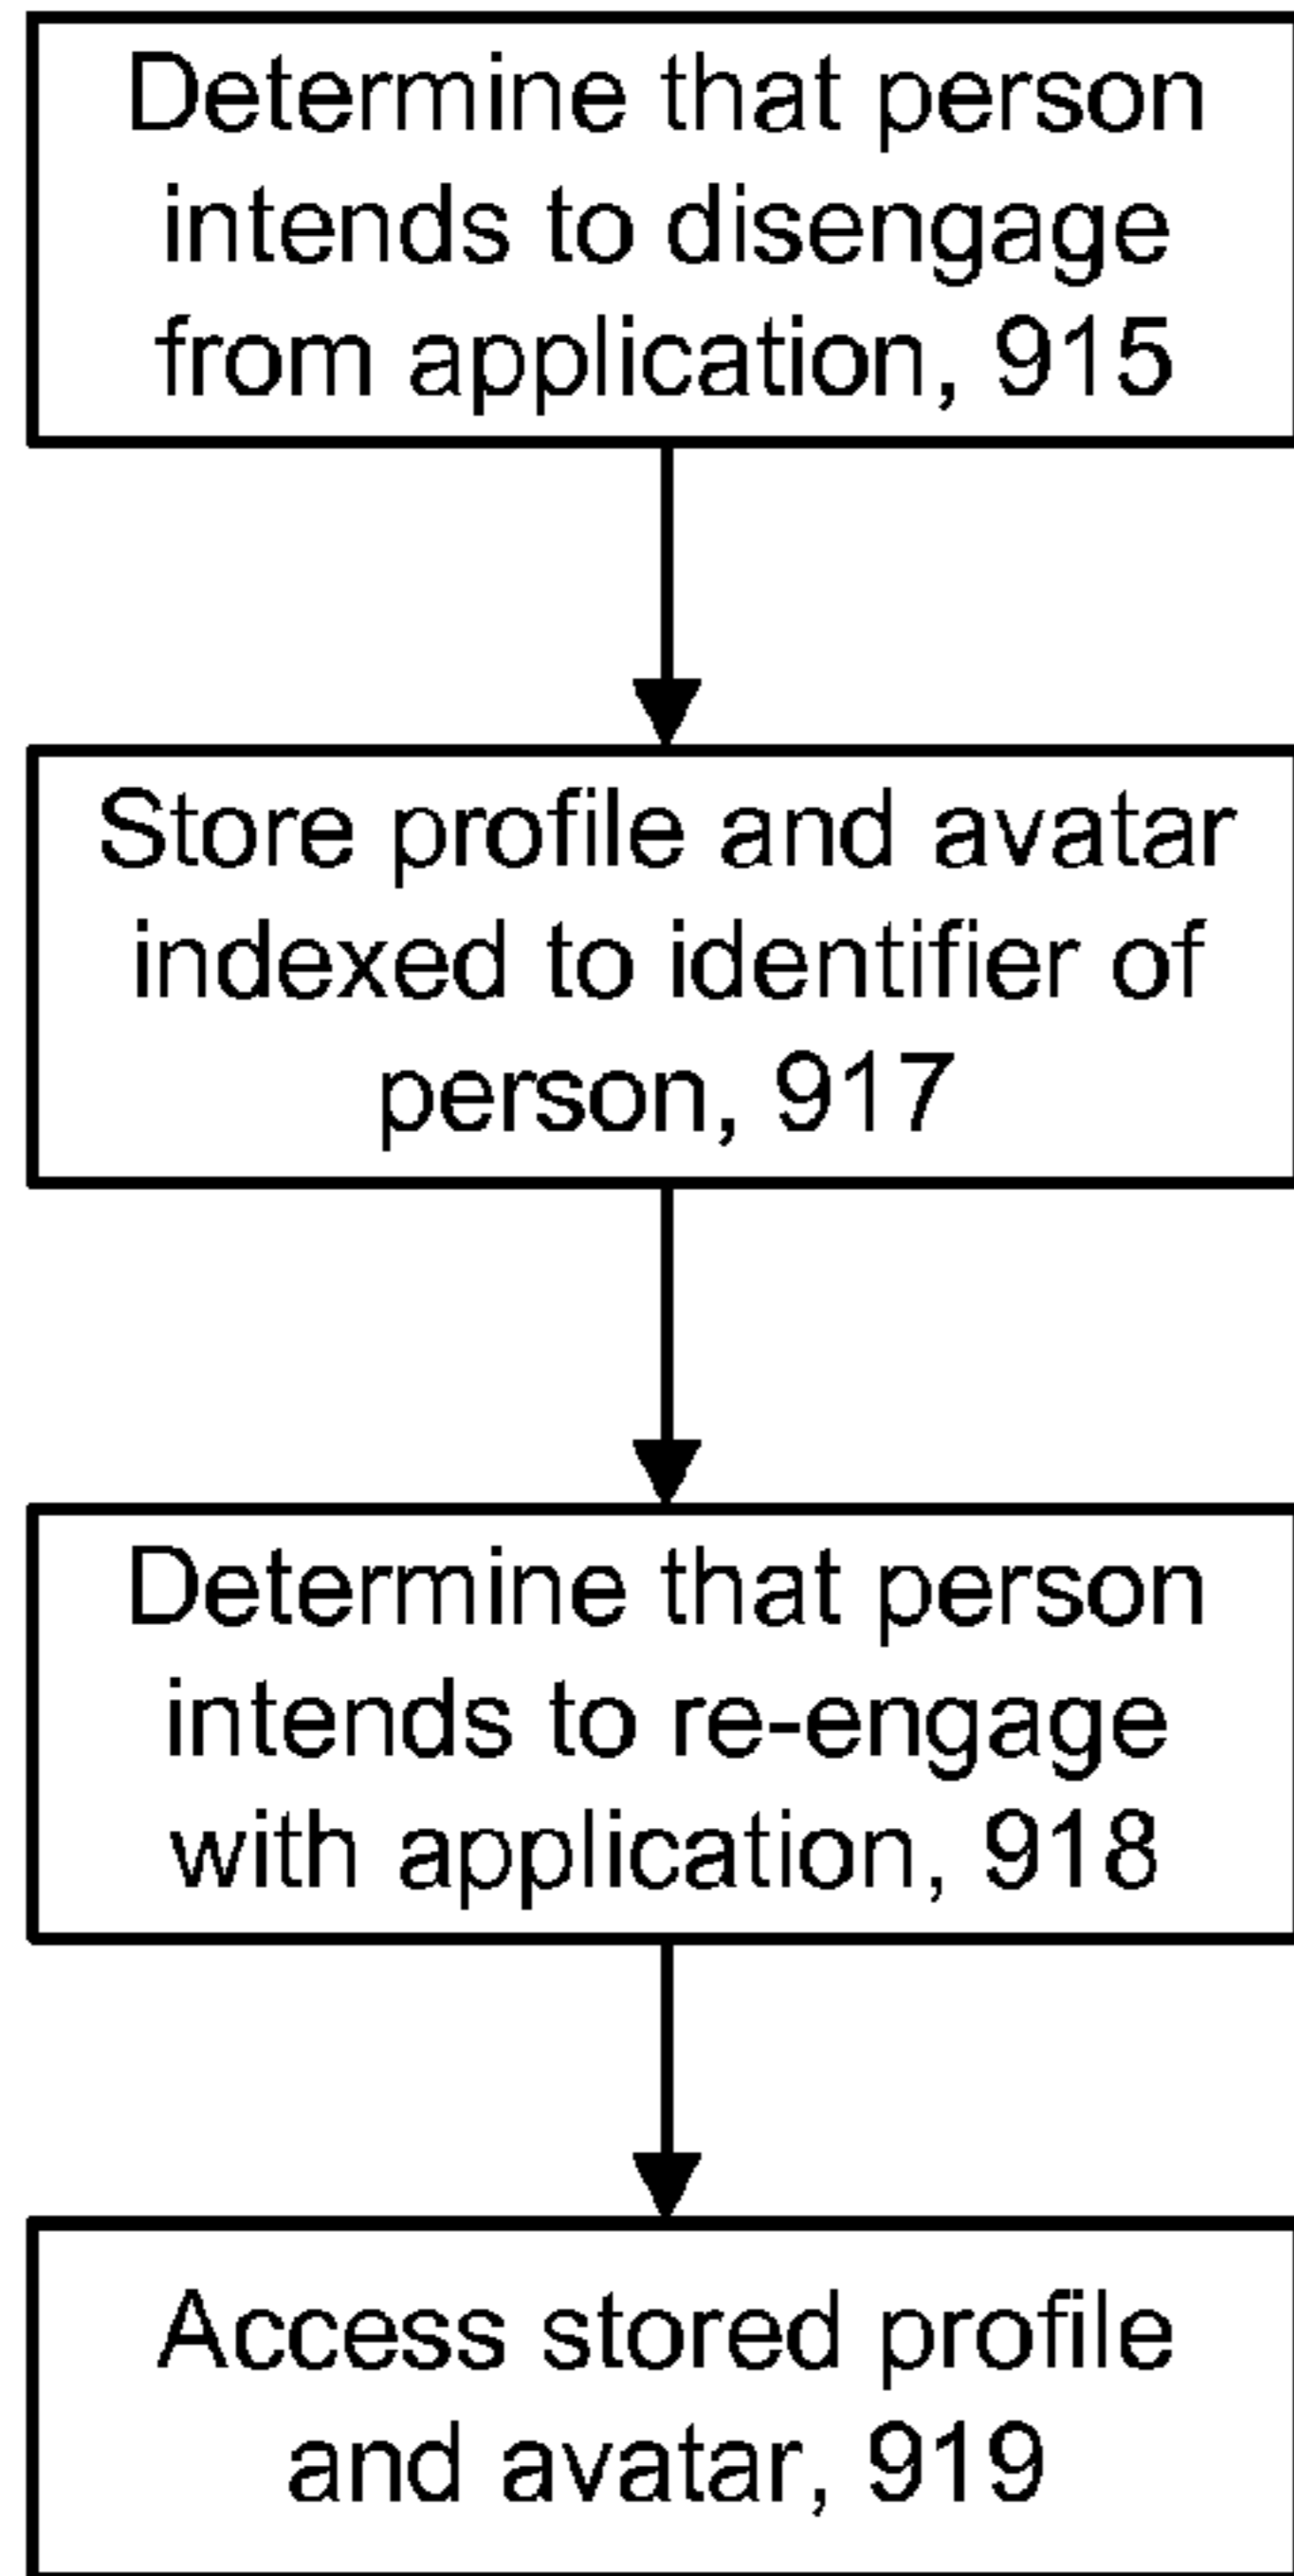 Determine that person
intends to disengage
from application, 915
Store profile and avatar
indexed to identifier of
person, 917
Determine that person
intends to re-engage
with application, 918
Access stored profile
and avatar, 919